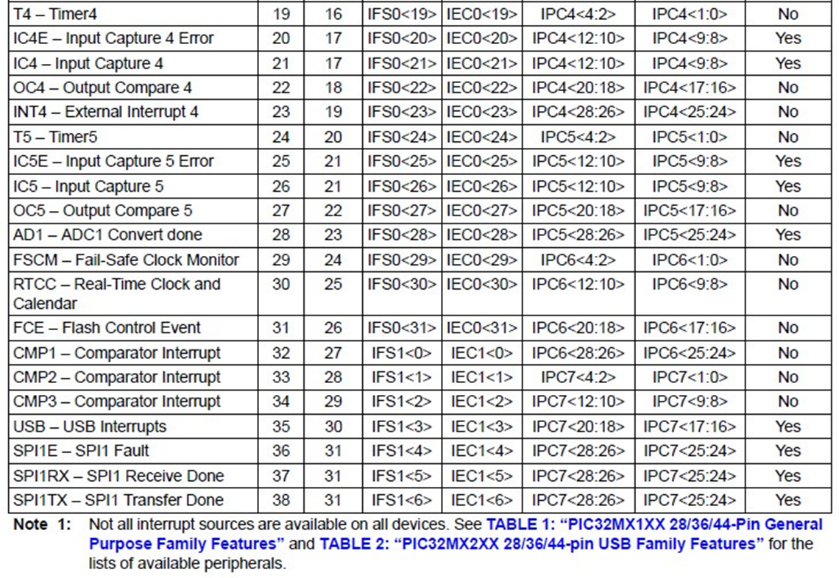 T4 – Timer4 19 16 IFS0<19> IEC0<19> IPC4<4:2> IPC4<1:0> No
IC4E – Input Capture 4 Error 20 17 IFS0<20> IEC0<20> IPC4<12:10> IPC4<9:8> Yes
IC4 – Input Capture 4 21 17 IFS0<21> IEC0<21> IPC4<12:10> IPC4<9:8> Yes
OC4 – Output Compare 4 22 18 IFS0<22> IEC0<22> IPC4<20:18> IPC4<17:16> No
INT4 – External Interrupt 4 23 19 IFS0<23> IEC0<23> IPC4<28:26> IPC4<25:24> No
T5 – Timer5 24 20 IFS0<24> IEC0<24> IPC5<4:2> IPC5<1:0> No
IC5E – Input Capture 5 Error 25 21 IFS0<25> IEC0<25> IPC5<12:10> IPC5<9:8> Yes
IC5 – Input Capture 5 26 21 IFS0<26> IEC0<26> IPC5<12:10> IPC5<9:8> Yes
OC5 – Output Compare 5 27 22 IFS0<27> IEC0<27> IPC5<20:18> IPC5<17:16> No
AD1 – ADC1 Convert done 28 23 IFS0<28> IEC0<28> IPC5<28:26> IPC5<25:24> Yes
FSCM – Fail-Safe Clock Monitor 29 24 IFS0<29> IEC0<29> IPC6<4:2> IPC6<1:0> No
RTCC – Real-Time Clock and 30 25 IFS0<30> IEC0<30> IPC6<12:10> IPC6<9:8> No
Calendar
FCE – Flash Control Event 31 26 IFS0<31> IEC0<31> IPC6<20:18> IPC6<17:16> No
CMP1 – Comparator Interrupt 32 27 IFS1<0> IEC1<0> IPC6<28:26> IPC6<25:24> No
CMP2 – Comparator Interrupt 33 28 IFS1<1> IEC1<1> IPC7<4:2> IPC7<1:0> No
CMP3 – Comparator Interrupt 34 29 IFS1<2> IEC1<2> IPC7<12:10> IPC7<9:8> No
USB – USB Interrupts 35 30 IFS1<3> IEC1<3> IPC7<20:18> IPC7<17:16> Yes
SPI1E – SPI1 Fault 36 31 IFS1<4> IEC1<4> IPC7<28:26> IPC7<25:24> Yes
SPI1RX – SPI1 Receive Done 37 31 IFS1<5> IEC1<5> IPC7<28:26> IPC7<25:24> Yes
SPI1TX – SPI1 Transfer Done 38 31 IFS1<6> IEC1<6> IPC7<28:26> IPC7<25:24> Yes
Note 1: Not all interrupt sources are available on all devices. See TABLE 1: “PIC32MX1XX 28/36/44-Pin General
Purpose Family Features” and TABLE 2: “PIC32MX2XX 28/36/44-pin USB Family Features” for the
lists of available peripherals.